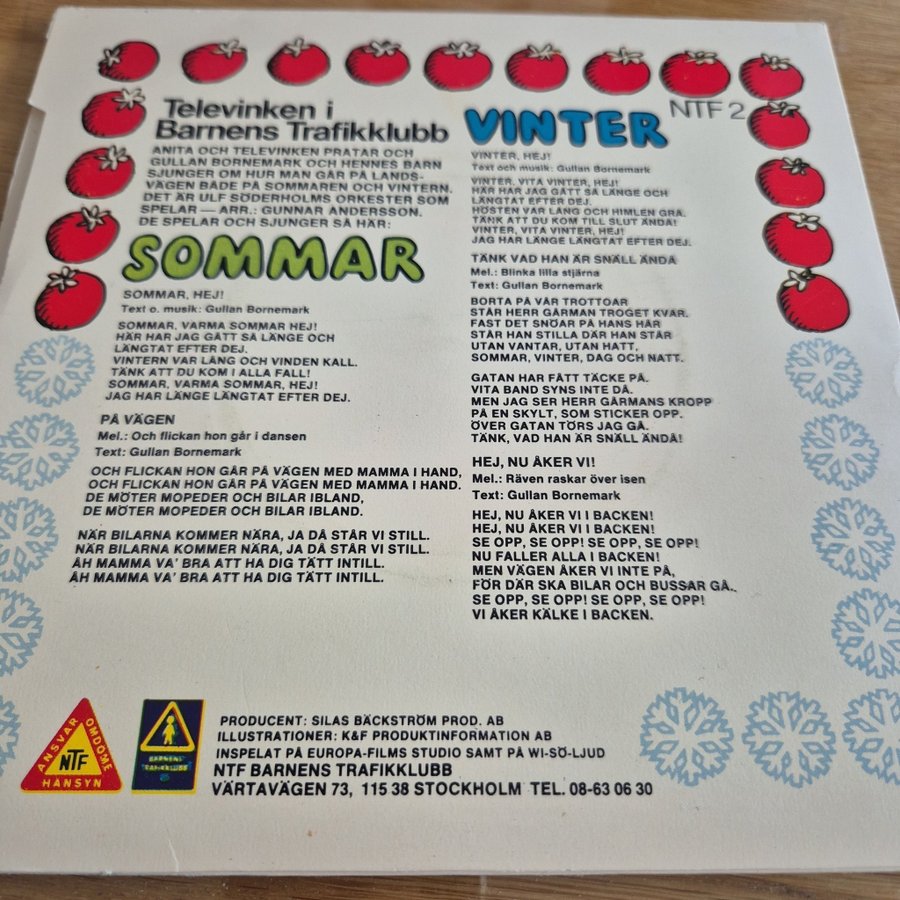 Televinken i
Barnens Trafikklubb
ANITA OCH TELEVINKEN PRATAR OCH
GULLAN BORNEMARK OCH HENNES BARN
SJUNGER OM HUR MAN GÅR PÅ LANDS-
VÄGEN BÅDE PÅ SOMMAREN OCH VINTERN.
DET ÄR ULF SÖDERHOLMS ORKESTER SOM
SPELAR — ARR.: GUNNAR ANDERSSON.
DE SPELAR OCH SJUNGER SÅ HÄR:
SOMMAR
SOMMAR, HEJ!
Text o. musik: Gullan Bornemark
SOMMAR, VARMA SOMMAR HEJ!
HÄR HAR JAG GÅTT SÅ LÄNGE OCH
LÄNGTAT EFTER DEJ.
VINTERN VAR LÅNG OCH VINDEN KALL.
TÄNK ATT DU KOM I ALLA FALL!
SOMMAR, VARMA SOMMAR, HEJ!
JAG HAR LÄNGE LÄNGTAT EFTER DEJ.
PÅ VÄGEN
Mel.: Och flickan hon går i dansen
Text: Gullan Bornemark
OCH FLICKAN HON GÅR PÅ VÄGEN MED MAMMA I HAND,
OCH FLICKAN HON GÅR PÅ VÄGEN MED MAMMA I HAND.
DE MÖTER MOPEDER OCH BILAR IBLAND,
DE MÖTER MOPEDER OCH BILAR IBLAND.
NÄR BILARNA KOMMER NÄRA, JA DÅ STÅR VI STILL.
NÄR BILARNA KOMMER NÄRA, JA DÅ STÅR VI STILL.
ÅH MAMMA VA' BRA ATT HA DIG TÄTT INTILL.
ÅH MAMMA VA' BRA ATT HA DIG TÄTT INTILL.
VINTER
NTF 2
VINTER, HEJ!
Text och musik: Gullan Bornemark
VINTER, VITA VINTER, HEJ!
HÄR HAR JAG GÅTT SÅ LÄNGE OCH
LÄNGTAT EFTER DEJ.
HÖSTEN VAR LÅNG OCH HIMLEN GRÅ.
TÄNK ATT DU KOM TILL SLUT ÄNDÅ!
VINTER, VITA VINTER, HEJ!
JAG HAR LÄNGE LÄNGTAT EFTER DEJ.
TÄNK VAD HAN ÄR SNÄLL ÄNDÅ
Mel.: Blinka lilla stjärna
Text: Gullan Bornemark
BORTA PÅ VÅR TROTTOAR
STÅR HERR GÅRMAN TROGET KVAR.
FAST DET SNÖAR PÅ HANS HÅR
STÅR HAN STILLA DÄR HAN STÅR
UTAN VANTAR, UTAN HATT,
SOMMAR, VINTER, DAG OCH NATT.
GATAN HAR FÅTT TÄCKE PÅ.
VITA BAND SYNS INTE DÅ.
MEN JAG SER HERR GÅRMANS KROPP
PÅ EN SKYLT, SOM STICKER OPP.
ÖVER GATAN TÖRS JAG GÅ.
TÄNK, VAD HAN ÄR SNÄLL ÄNDÅ!
HEJ, NU ÅKER VI!
Mel.: Räven raskar över isen
Text: Gullan Bornemark
HEJ, NU ÅKER VI I BACKEN!
HEJ, NU ÅKER VI I BACKEN!
SE OPP, SE OPP! SE OPP, SE OPP!
NU FALLER ALLA I BACKEN!
MEN VÄGEN ÅKER VI INTE PÅ,
FÖR DÄR SKA BILAR OCH BUSSAR GÅ.
SE OPP, SE OPP! SE OPP, SE OPP!
VI ÅKER KÄLKE I BACKEN.
ANSVAR OMDÖME
NTF
HÄNSYN
BARNENS
TRAFIKKLUBB
PRODUCENT: SILAS BÄCKSTRÖM PROD. AB
ILLUSTRATIONER: K&F PRODUKTINFORMATION AB
INSPELAT PÅ EUROPA-FILMS STUDIO SAMT PÅ WI-SÖ-LJUD
NTF BARNENS TRAFIKKLUBB
VÄRTAVÄGEN 73, 115 38 STOCKHOLM TEL. 08-63 06 30